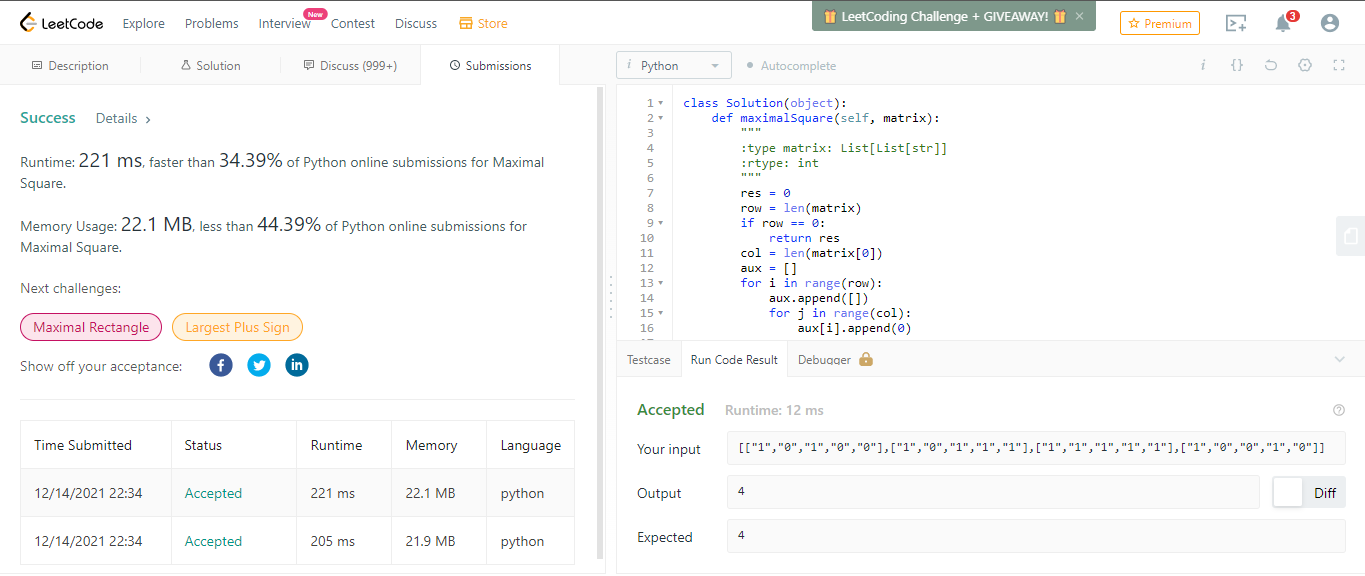 LeetCode Explore Problems Interview New Contest Discuss Store LeetCoding Challenge + GIVEAWAY! × Premium 3
Description Solution Discuss (999+) Submissions
i Python Autocomplete i {}
Success Details >
Runtime: 221 ms, faster than 34.39% of Python online submissions for Maximal
Square.
Memory Usage: 22.1 MB, less than 44.39% of Python online submissions for
Maximal Square.
Next challenges:
Maximal Rectangle Largest Plus Sign
Show off your acceptance: f in
Time Submitted Status Runtime Memory Language
12/14/2021 22:34 Accepted 221 ms 22.1 MB python
12/14/2021 22:34 Accepted 205 ms 21.9 MB python
1 class Solution(object):
2 def maximalSquare(self, matrix):
3 """
4 :type matrix: List[List[str]]
5 :rtype: int
6 """
7 res = 0
8 row = len(matrix)
9 if row == 0:
10 return res
11 col = len(matrix[0])
12 aux = []
13 for i in range(row):
14 aux.append([])
15 for j in range(col):
16 aux[i].append(0)
Testcase Run Code Result Debugger
Accepted Runtime: 12 ms
Your input [["1","0","1","0","0"],["1","0","1","1","1"],["1","1","1","1","1"],["1","0","0","1","0"]]
Output 4 Diff
Expected 4